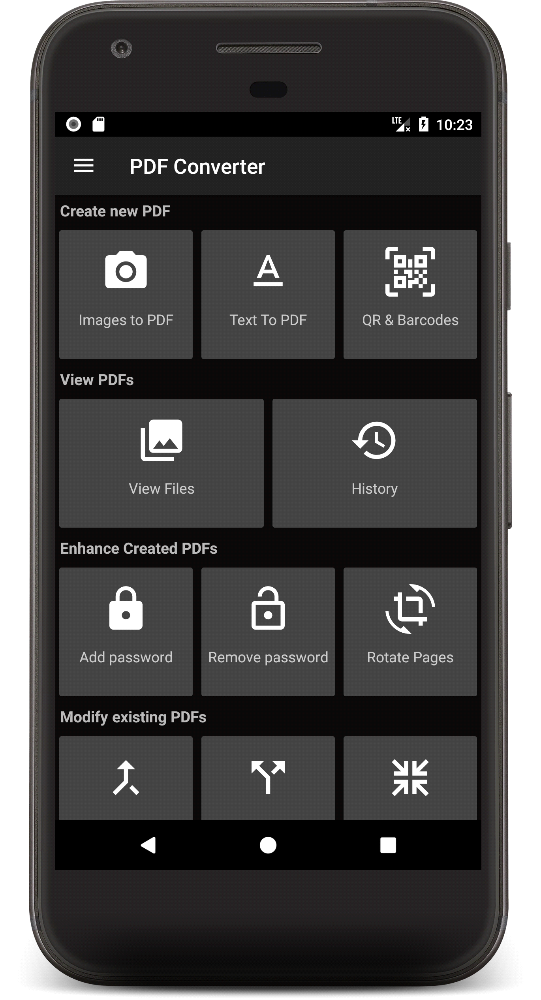 LTE 10:23
PDF Converter
Create new PDF
Images to PDF
Text To PDF
QR & Barcodes
View PDFs
View Files
History
Enhance Created PDFs
Add password
Remove password
Rotate Pages
Modify existing PDFs